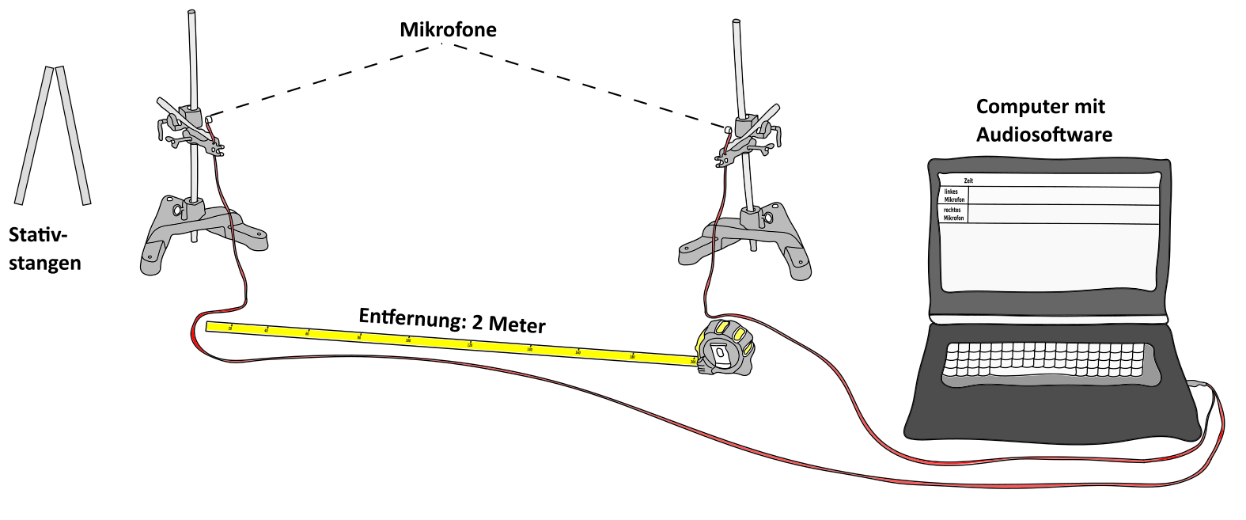 Mikrofone
Computer mit
Audiosoftware
Zeit
linkes
Mikrofon
rechtes
Mikrofon
Stativ-
stangen
Entfernung: 2 Meter